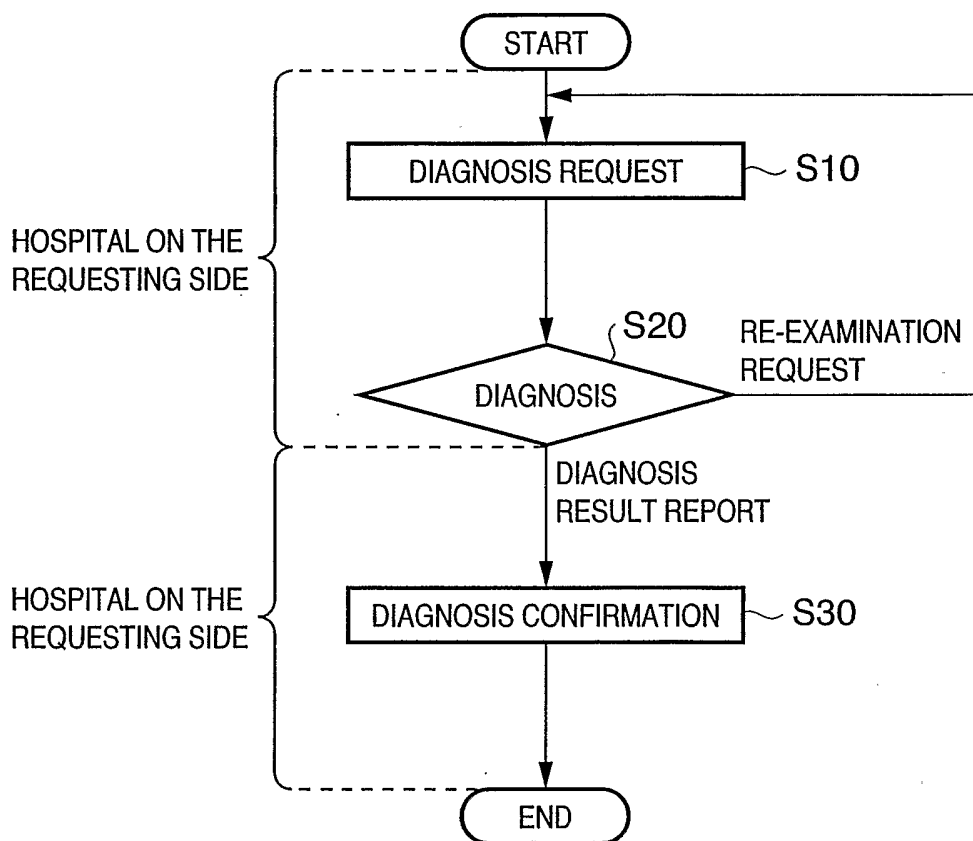 START
DIAGNOSIS REQUEST
S10
HOSPITAL ON THE
REQUESTING SIDE
S20
RE-EXAMINATION
REQUEST
DIAGNOSIS
DIAGNOSIS
RESULT REPORT
HOSPITAL ON THE
REQUESTING SIDE
DIAGNOSIS CONFIRMATION
S30
END